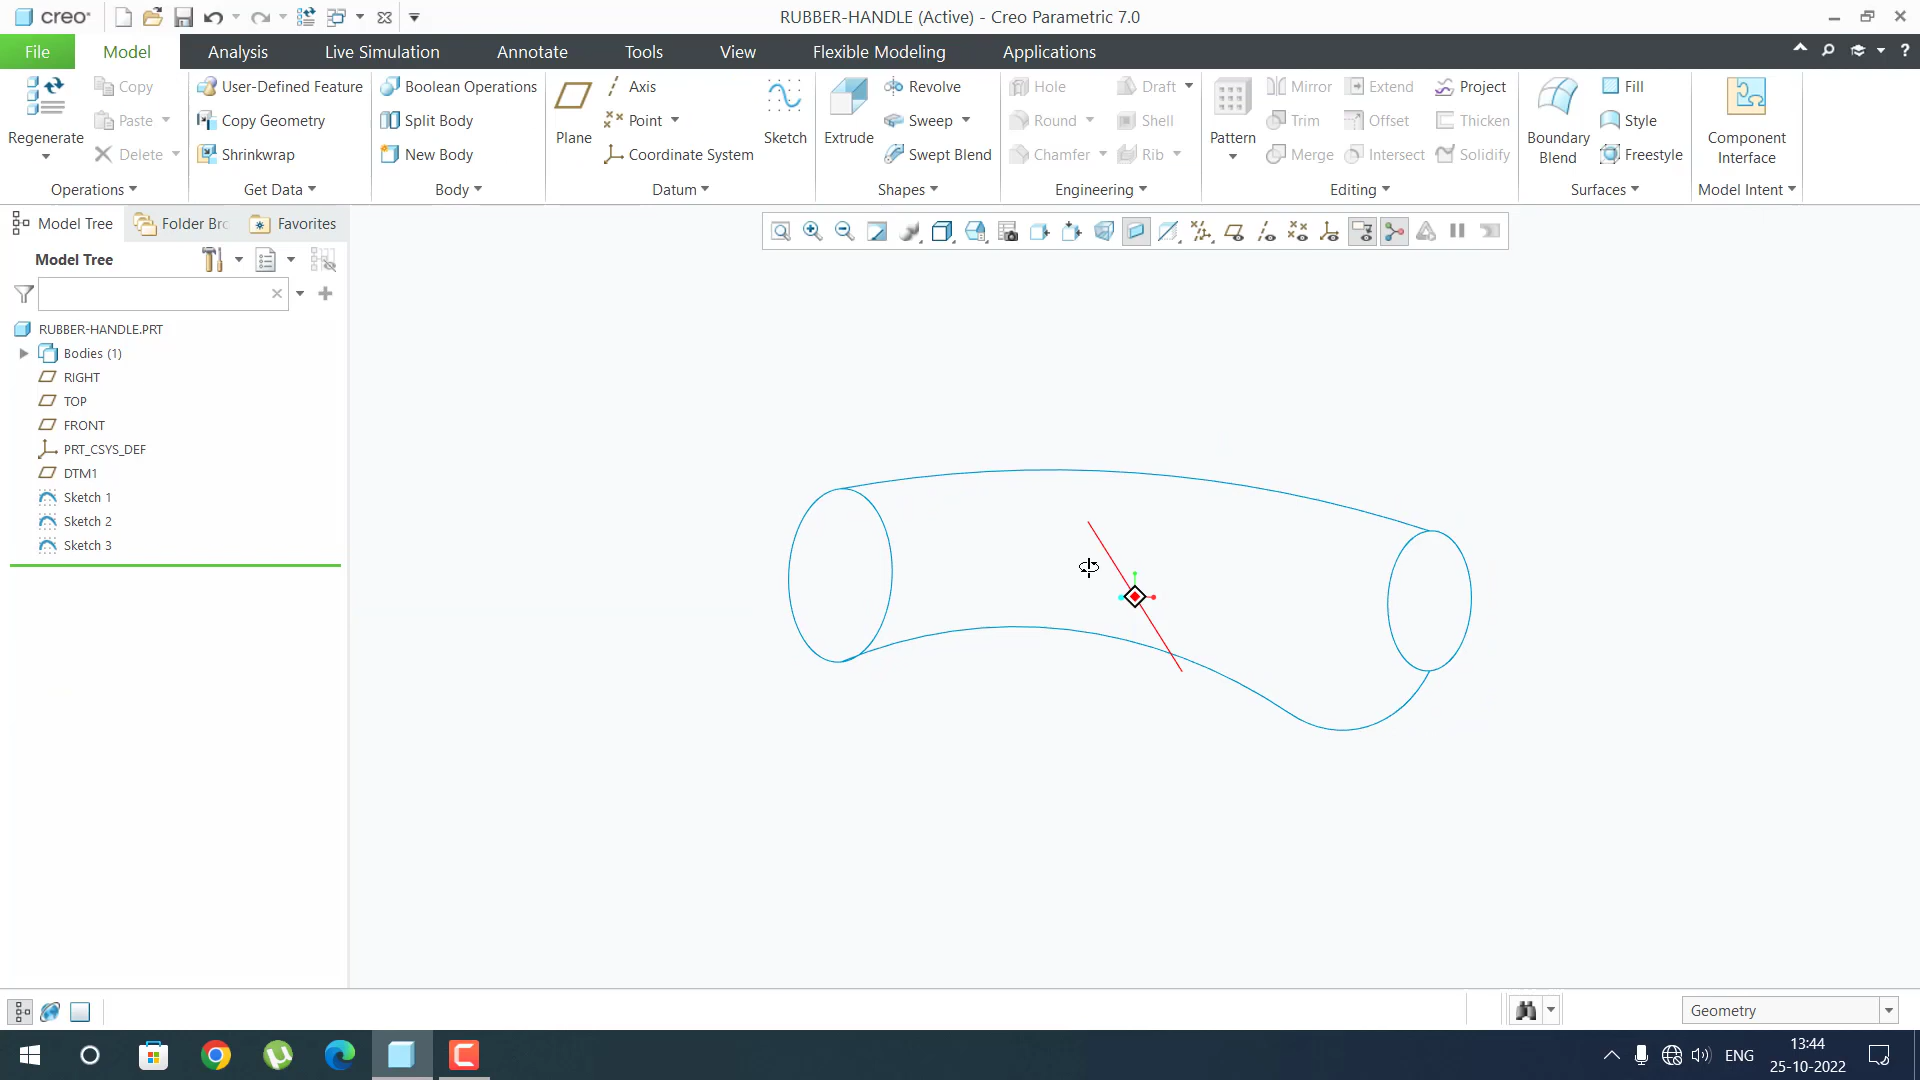 creo RUBBER-HANDLE (Active) - Creo Parametric 7.0
File Model Analysis Live Simulation Annotate Tools View Flexible Modeling Applications
Regenerate
Copy
Paste
Delete
Operations
User-Defined Feature
Copy Geometry
Shrinkwrap
Get Data
Boolean Operations
Split Body
New Body
Body
Plane
Axis
Point
Coordinate System
Sketch
Datum
Extrude
Revolve
Sweep
Swept Blend
Shapes
Hole
Round
Chamfer
Draft
Shell
Rib
Engineering
Pattern
Mirror
Trim
Merge
Extend
Offset
Intersect
Project
Thicken
Solidify
Editing
Boundary
Blend
Fill
Style
Freestyle
Surfaces
Component
Interface
Model Intent
Model Tree Folder Brc Favorites
Model Tree
RUBBER-HANDLE.PRT
Bodies (1)
RIGHT
TOP
FRONT
PRT_CSYS_DEF
DTM1
Sketch 1
Sketch 2
Sketch 3
Geometry
ENG
13:44
25-10-2022